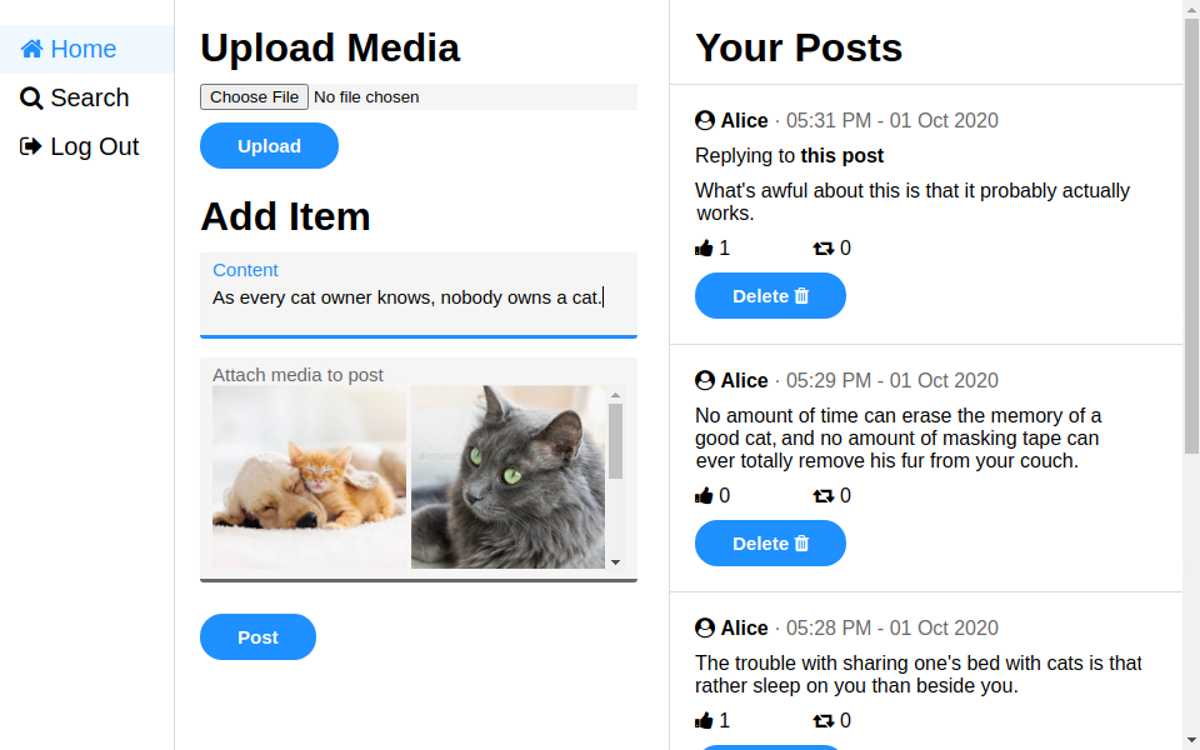 Home
Search
Log Out
Upload Media
Choose File No file chosen
Upload
Add Item
Content
As every cat owner knows, nobody owns a cat.
Attach media to post
Post
Your Posts
Alice · 05:31 PM - 01 Oct 2020
Replying to this post
What's awful about this is that it probably actually
works.
1 0
Delete
Alice · 05:29 PM - 01 Oct 2020
No amount of time can erase the memory of a
good cat, and no amount of masking tape can
ever totally remove his fur from your couch.
0 0
Delete
Alice · 05:28 PM - 01 Oct 2020
The trouble with sharing one's bed with cats is that
rather sleep on you than beside you.
1 0